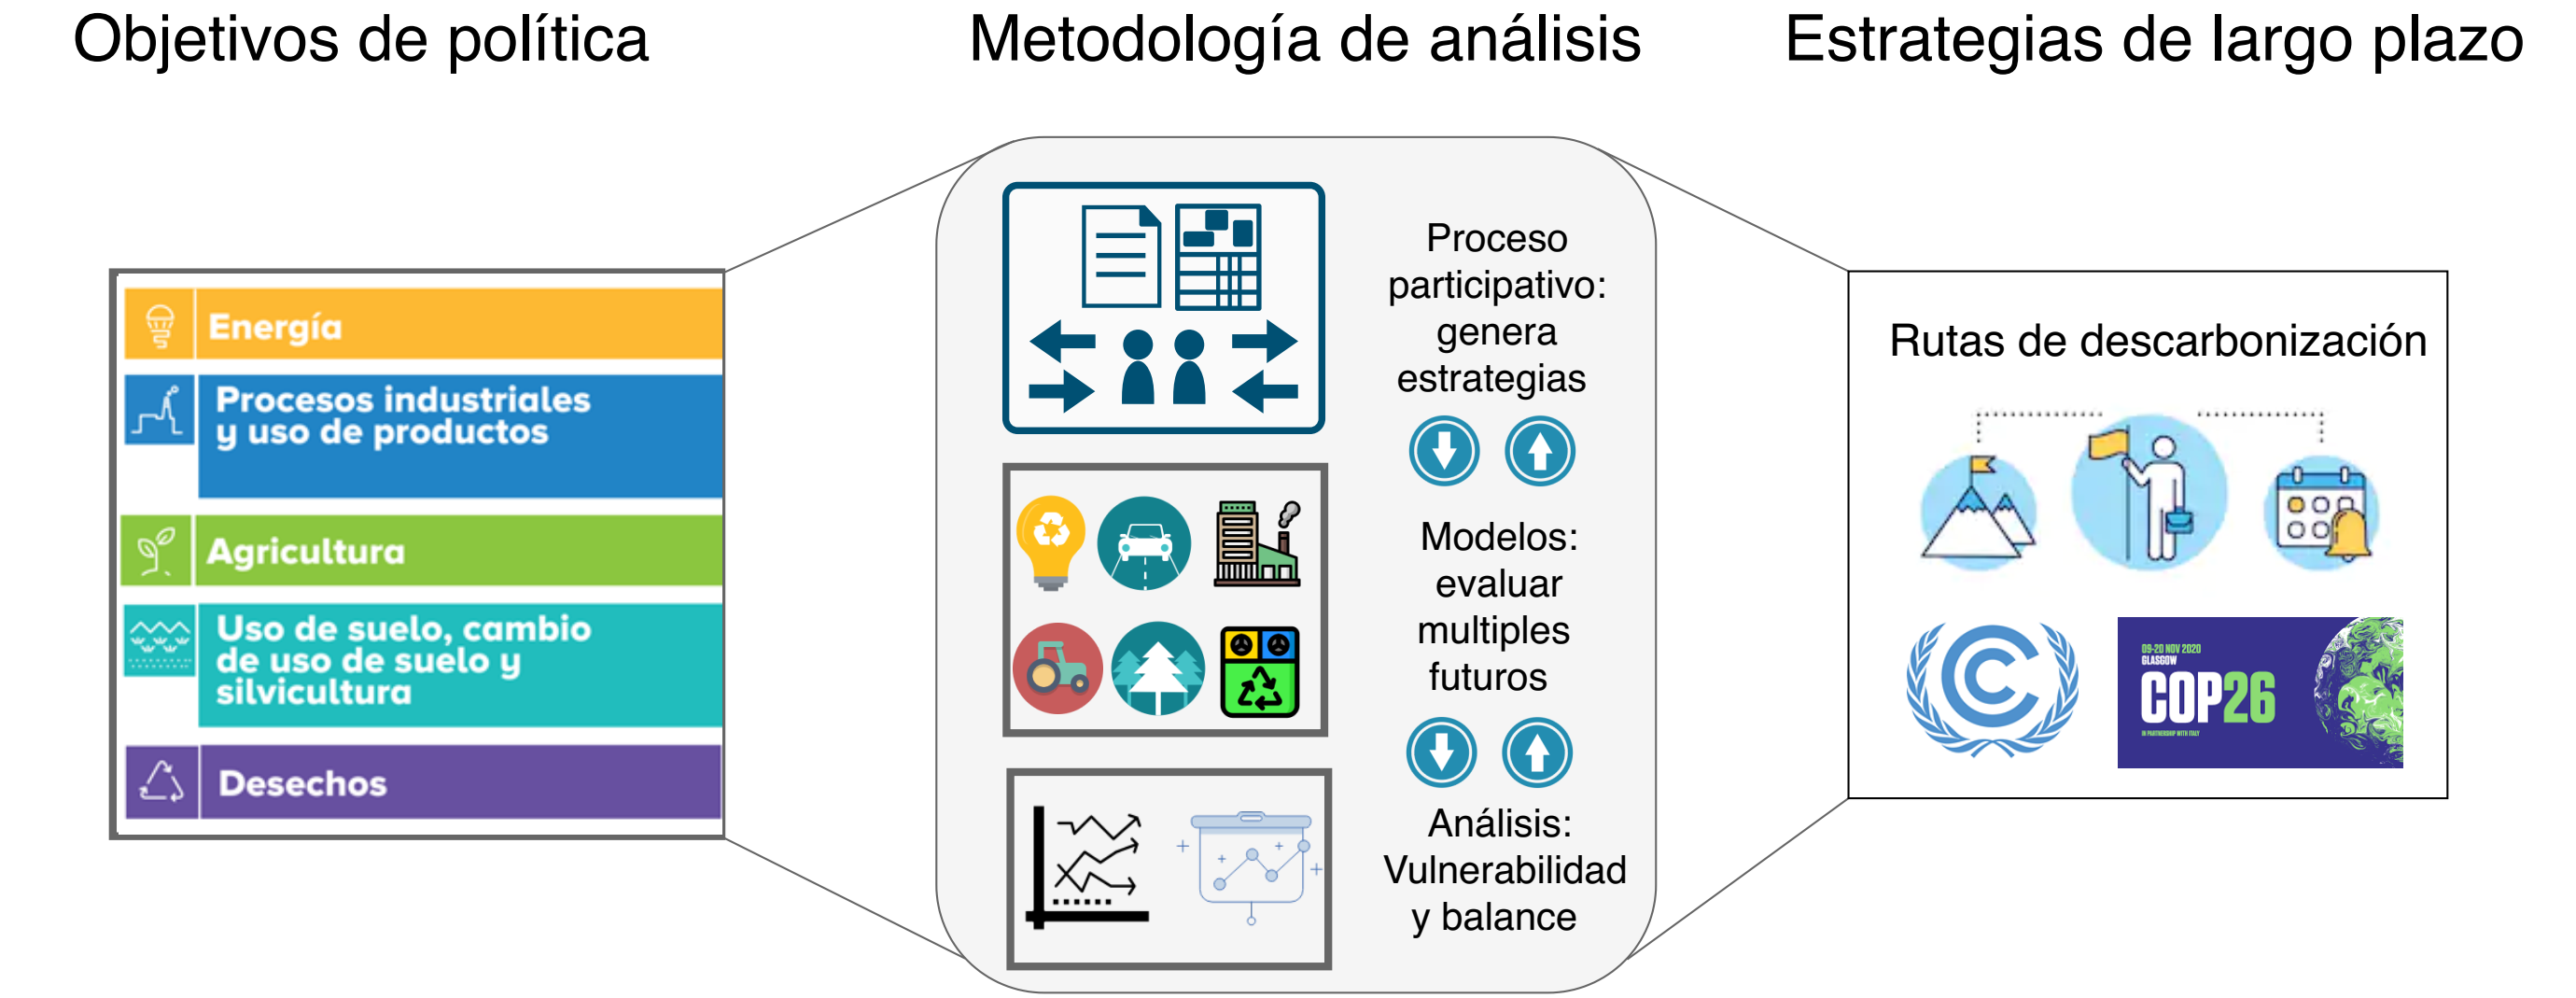 Objetivos de política
Metodología de análisis
Estrategias de largo plazo
Energía
Procesos industriales
y uso de productos
Agricultura
Uso de suelo, cambio
de uso de suelo y
silvicultura
Desechos
Proceso
participativo:
genera
estrategias
Modelos:
evaluar
multiples
futuros
Análisis:
Vulnerabilidad
y balance
Rutas de descarbonización
09-20 NOV 2020
GLASGOW
COP26
IN PARTNERSHIP WITH ITALY